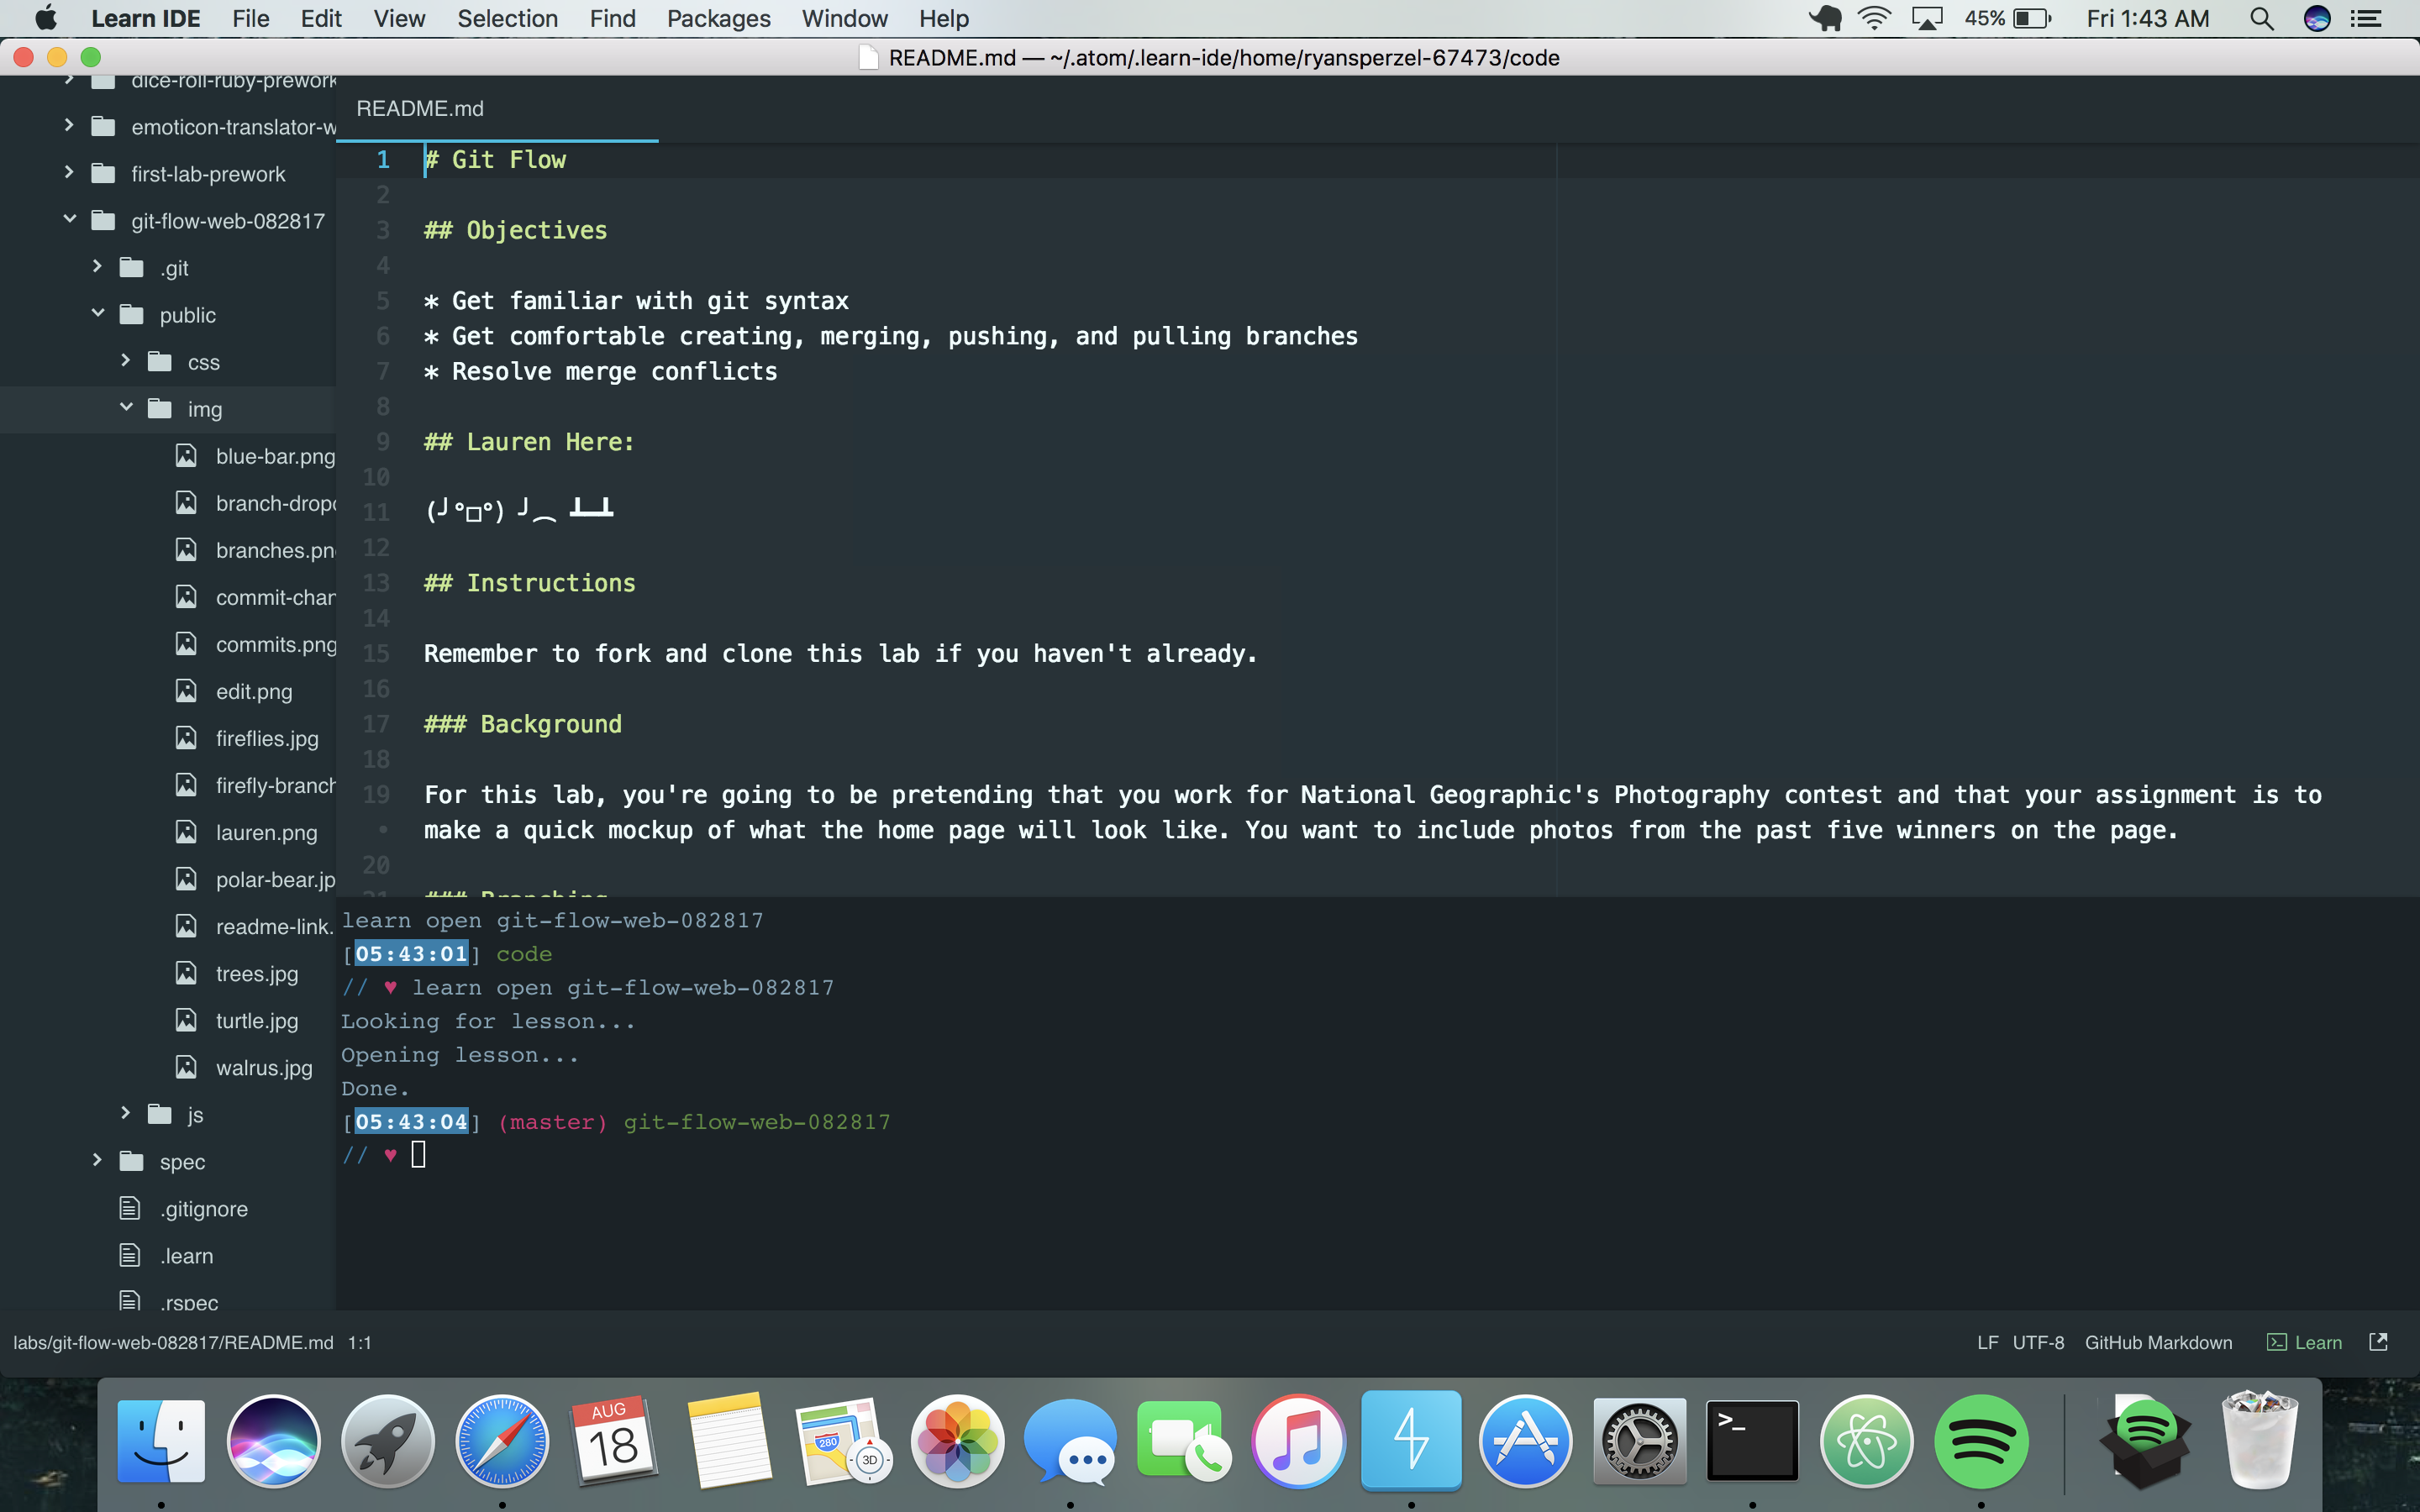 Learn IDE File Edit View Selection Find Packages Window Help 45% Fri 1:43 AM
README.md — ~/.atom/.learn-ide/home/ryansperzel-67473/code
dice-roll-ruby-prework
emoticon-translator-w
first-lab-prework
git-flow-web-082817
.git
public
css
img
blue-bar.png
branch-dropd
branches.pn
commit-chan
commits.png
edit.png
fireflies.jpg
firefly-branch
lauren.png
polar-bear.jp
readme-link.
trees.jpg
turtle.jpg
walrus.jpg
js
spec
.gitignore
.learn
.rspec
README.md
1 # Git Flow
2
3 ## Objectives
4
5 * Get familiar with git syntax
6 * Get comfortable creating, merging, pushing, and pulling branches
7 * Resolve merge conflicts
8
9 ## Lauren Here:
10
11 (╯°□°) ╯︵ ┻━┻
12
13 ## Instructions
14
15 Remember to fork and clone this lab if you haven't already.
16
17 ### Background
18
19 For this lab, you're going to be pretending that you work for National Geographic's Photography contest and that your assignment is to
• make a quick mockup of what the home page will look like. You want to include photos from the past five winners on the page.
20
21 ### Branching
learn open git-flow-web-082817
[05:43:01] code
// ♥ learn open git-flow-web-082817
Looking for lesson...
Opening lesson...
Done.
[05:43:04] (master) git-flow-web-082817
// ♥
labs/git-flow-web-082817/README.md 1:1 LF UTF-8 GitHub Markdown Learn
AUG
18
280
3D
>_